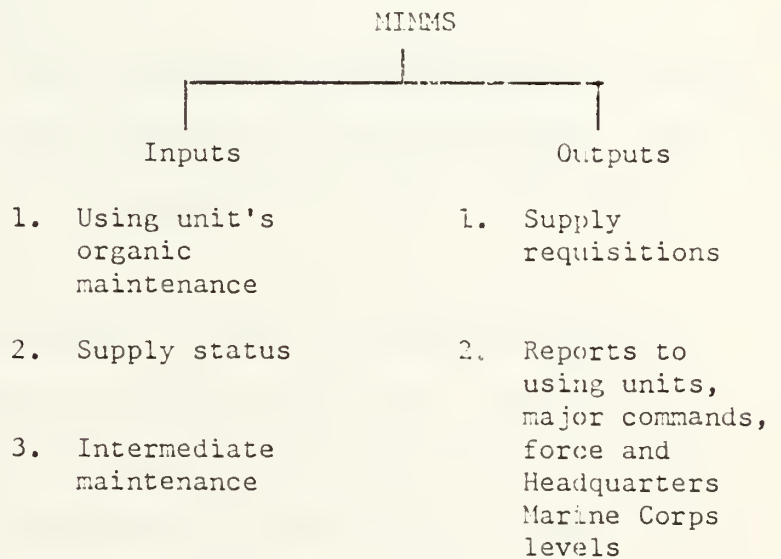 MIMMS
Inputs
1. Using unit's
organic
maintenance
2. Supply status
3. Intermediate
maintenance
Outputs
1. Supply
requisitions
2. Reports to
using units,
major commands,
force and
Headquarters
Marine Corps
levels